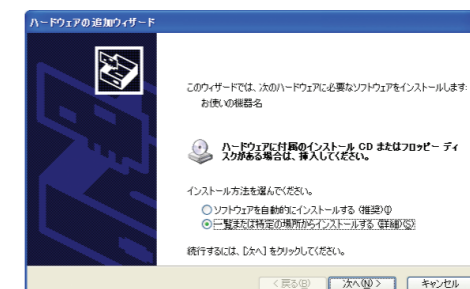 ハードウェアの追加ウィザード
このウィザードでは、次のハードウェアに必要なソフトウェアをインストールします:
お使いの機器名
ハードウェアに付属のインストール CD またはフロッピー ディ
スクがある場合は、挿入してください。
インストール方法を選んでください。
ソフトウェアを自動的にインストールする (推奨)(I)
一覧または特定の場所からインストールする (詳細)(S)
続行するには、[次へ] をクリックしてください。
< 戻る(B) 次へ(N) > キャンセル